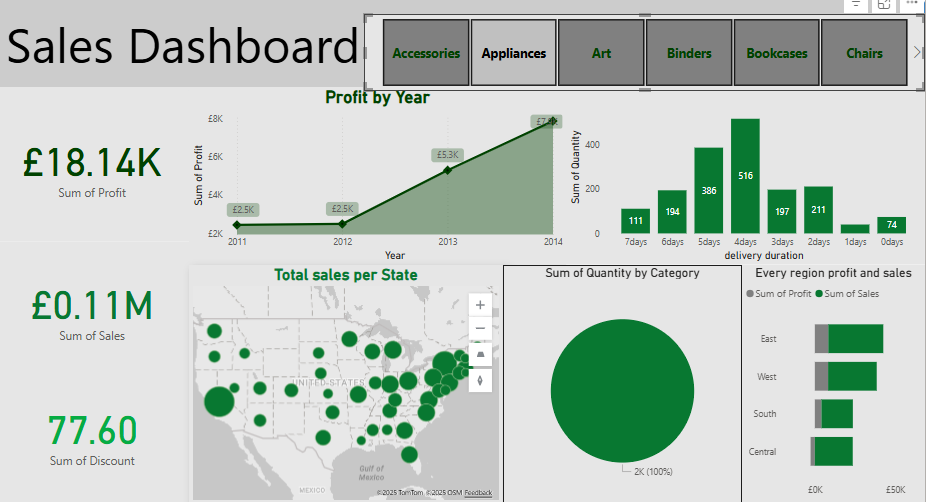 Sales Dashboard
Accessories
Appliances
Art
Binders
Bookcases
Chairs
£18.14K
Sum of Profit
Profit by Year
Sum of Profit
£8K
£6K
£4K
£2K
£2.5K
£2.5K
£5.3K
2011
2012
2013
2014
Year
Sum of Quantity
400
200
0
111
194
386
516
197
211
74
7days
6days
5days
4days
3days
2days
1days
0days
delivery duration
£0.11M
Sum of Sales
77.60
Sum of Discount
Total sales per State
UNITED STATES
Gulf of
Mexico
MEXICO
©2025 TomTom, ©2025 OSM Feedback
Sum of Quantity by Category
2K (100%)
Every region profit and sales
Sum of Profit
Sum of Sales
East
West
South
Central
£0K
£50K